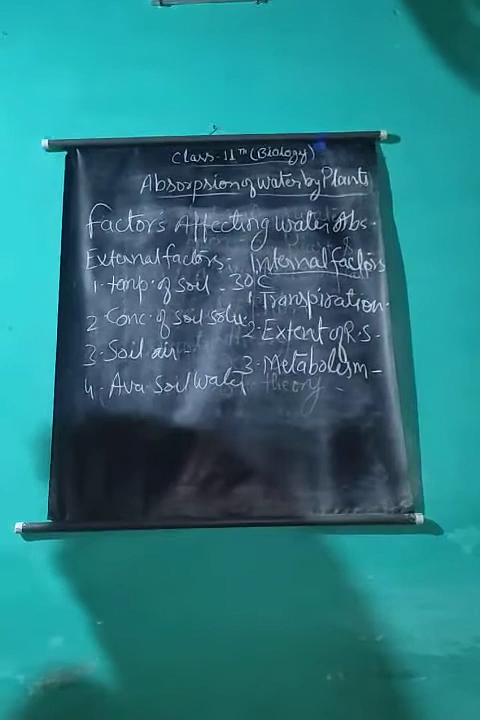 Class-11th (Biology)
Absorpsion of water by Plants
factors Affecting water Abs.
External factors- Internal factors
1. temp. of soil - 30°C
1 Transpiration.
2 Conc. of soil solu.
2. Extent of R.S-
3. Soil air -
3. Metabolism-
4. Ava. Soil Water
theory -